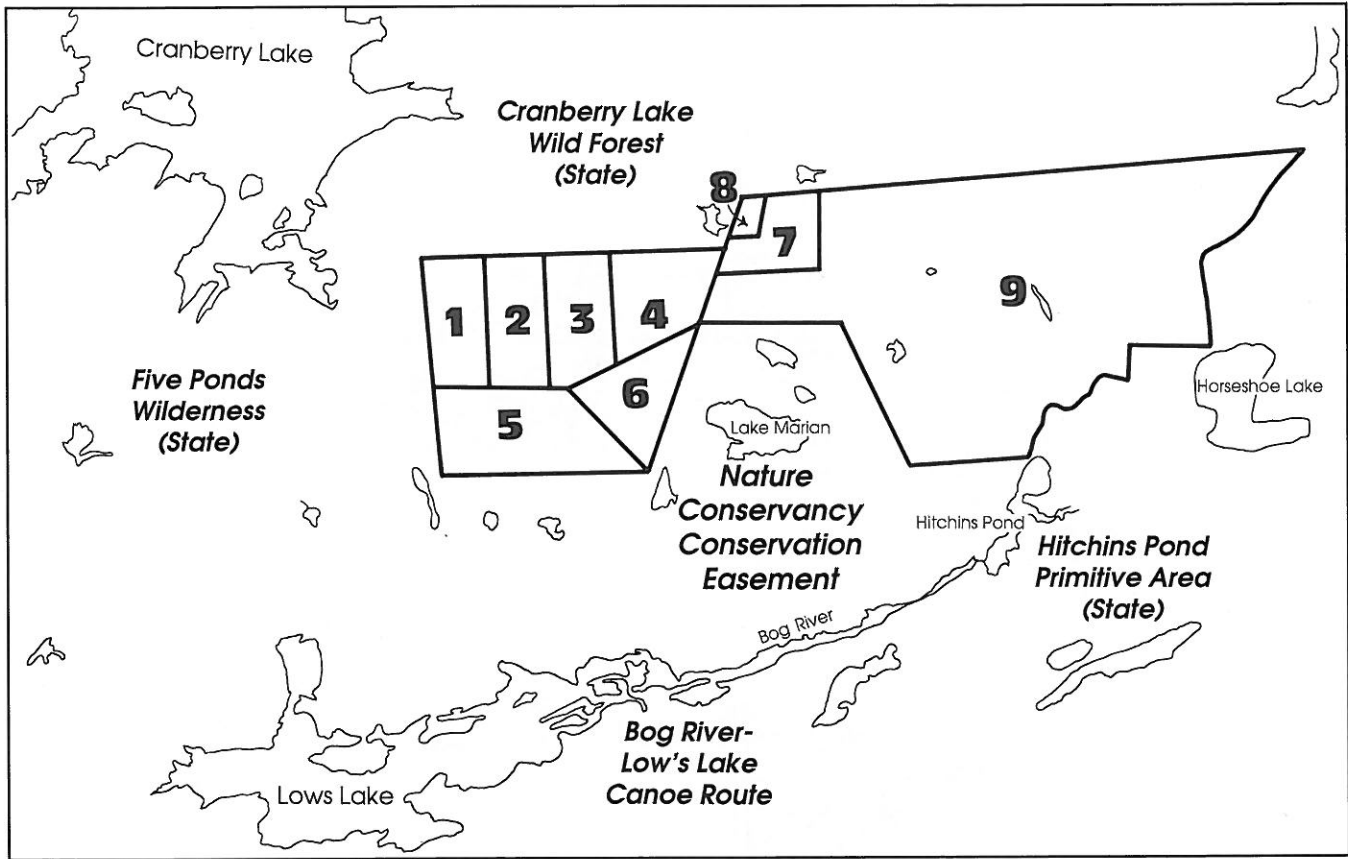 Cranberry Lake
Cranberry Lake
Wild Forest
(State)
8
7
9
1
2
3
4
Five Ponds
Wilderness
(State)
5
6
Horseshoe Lake
Lake Marian
Nature
Conservancy
Conservation
Easement
Hitchins Pond
Hitchins Pond
Primitive Area
(State)
Bog River
Bog River-
Low's Lake
Canoe Route
Lows Lake